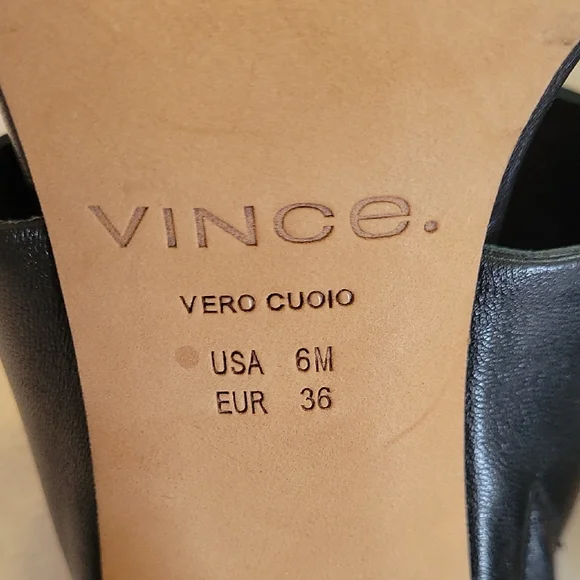 VINCe.
VERO CUOIO
USA 6M
EUR 36